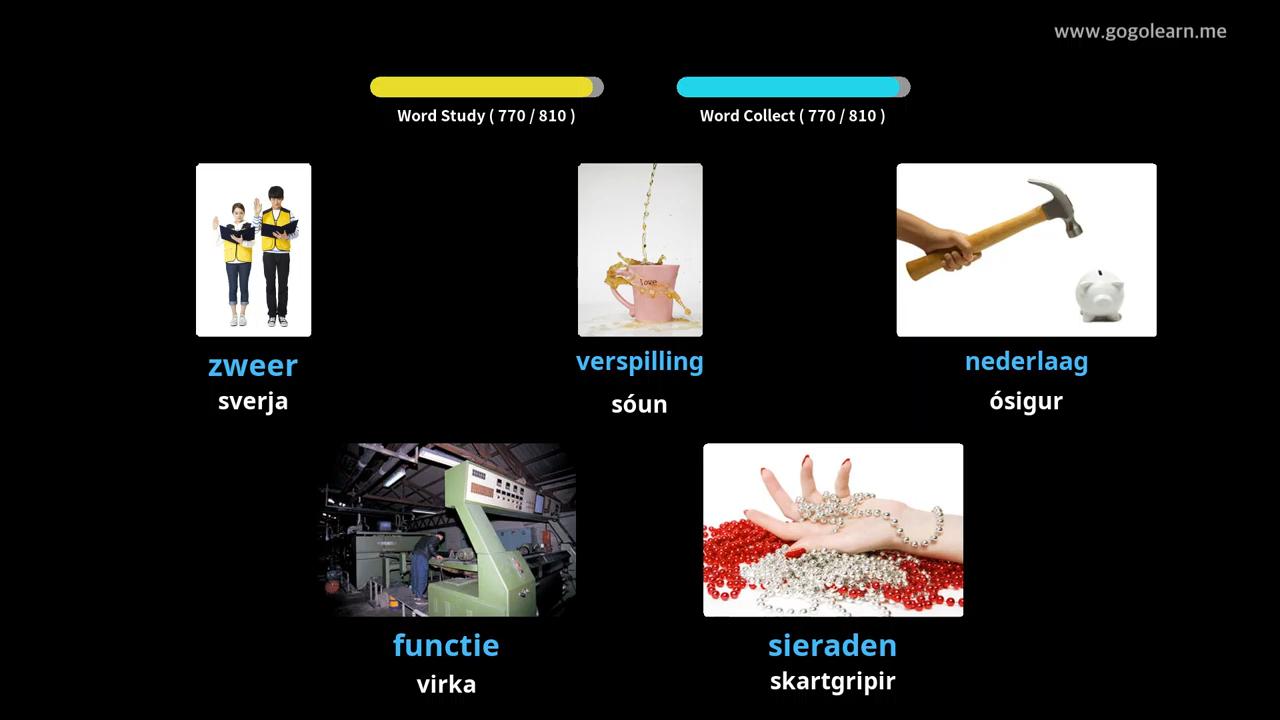 www.gogolearn.me
Word Study ( 770 / 810 )
Word Collect ( 770 / 810 )
love
zweer
sverja
verspilling
sóun
nederlaag
ósigur
functie
virka
sieraden
skartgripir